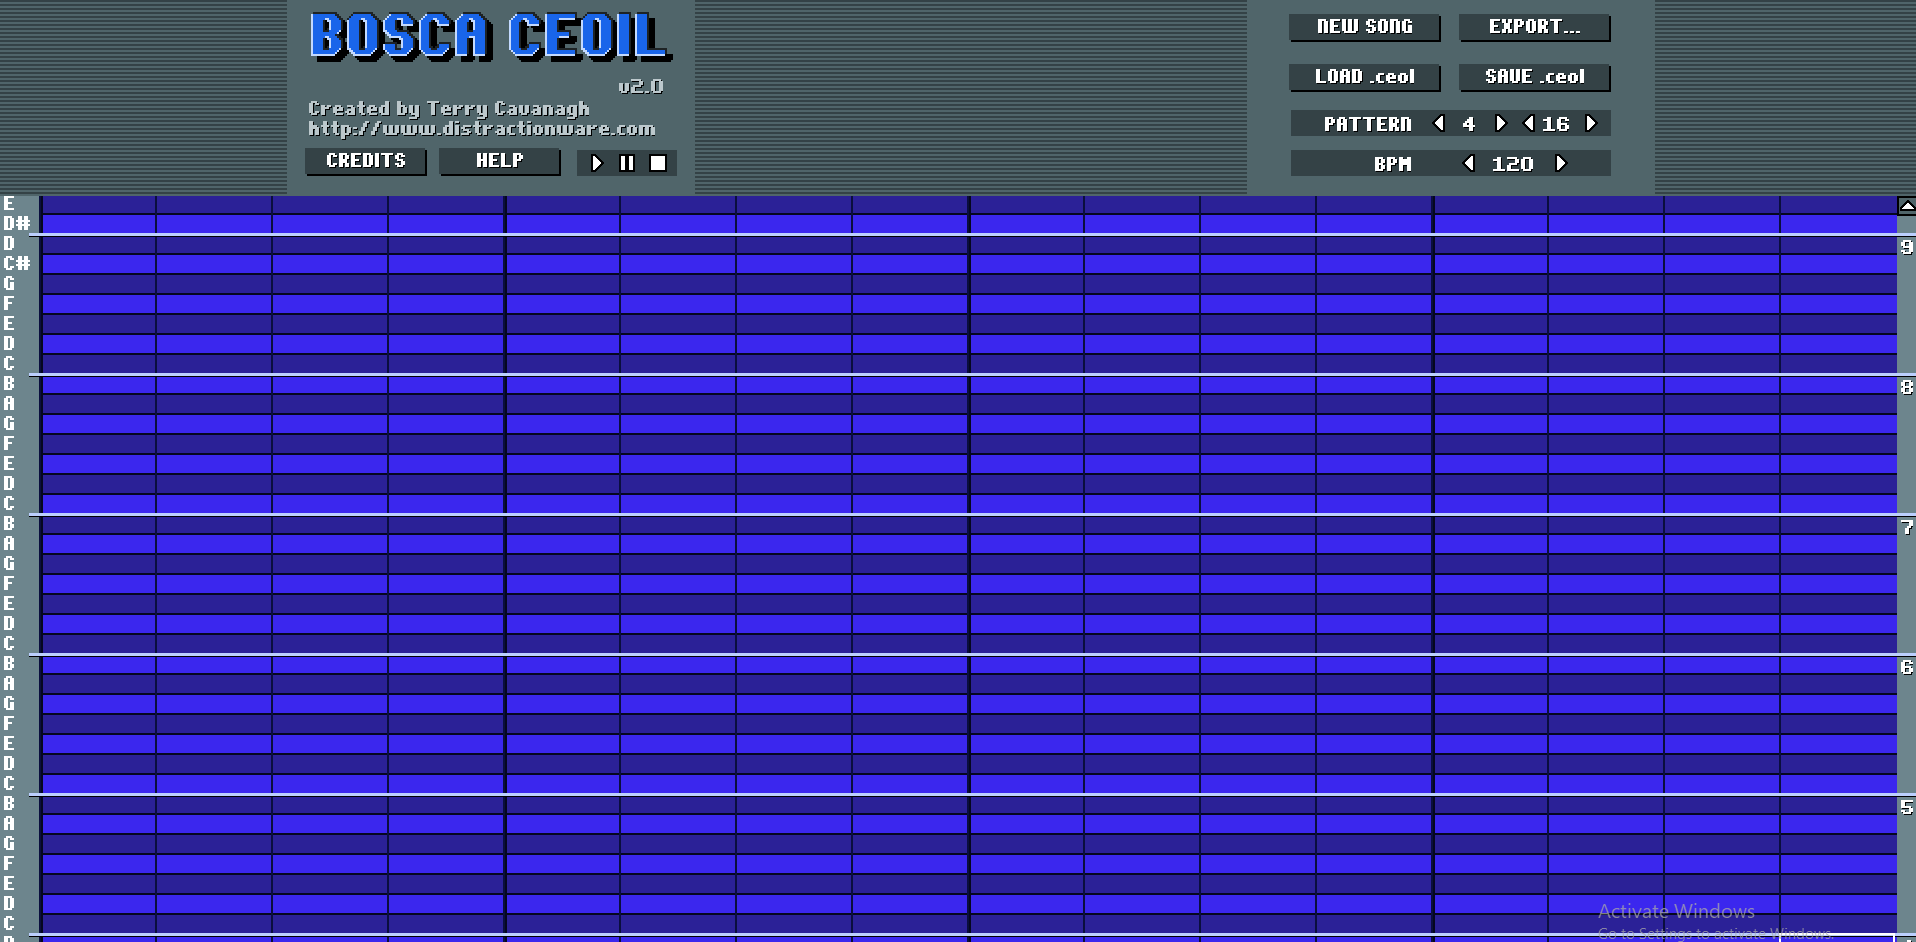 BOSCA CEOIL
v2.0
Created by Terry Cavanagh
http://www.distractionware.com
CREDITS HELP
NEW SONG EXPORT...
LOAD .ceol SAVE .ceol
PATTERN 4 16
BPM 120
E
D#
D 9
C#
G
F
E
D
C
B 8
A
G
F
E
D
C
B 7
A
G
F
E
D
C
B 6
A
G
F
E
D
C
B 5
A
G
F
E
D
C
Activate Windows
Go to Settings to activate Windows.